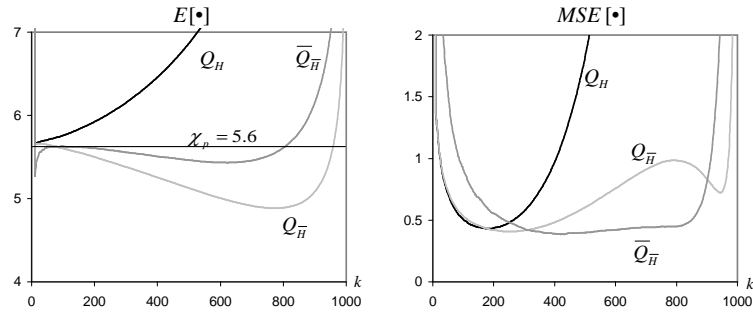 E[•]
7
Q_H
Q̅_H̅
6
χ_p = 5.6
5
Q_H̅
4
0 200 400 600 800 1000
k
MSE[•]
2
Q_H
1.5
Q_H̅
1
0.5
Q̅_H̅
0
0 200 400 600 800 1000
k